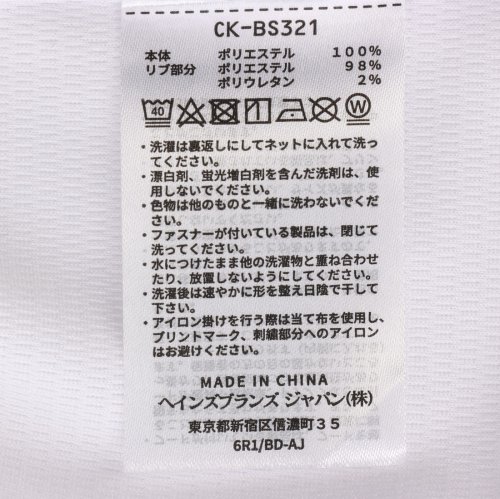 CK-BS321
本体 ポリエステル 100%
リブ部分 ポリエステル 98%
ポリウレタン 2%
40 W
・洗濯は裏返しにしてネットに入れて洗っ
てください。
・漂白剤、蛍光増白剤を含んだ洗剤は、使
用しないでください。
・色物は他のものと一緒に洗わないでくだ
さい。
・ファスナーが付いている製品は、閉じて
洗ってください。
・水につけたまま他の洗濯物と重ね合わせ
たり、放置しないようにしてください。
・洗濯後は速やかに形を整え日陰で干して
下さい。
・アイロン掛けを行う際は当て布を使用し、
プリントマーク、刺繍部分へのアイロン
はお避けください。
MADE IN CHINA
ヘインズブランズ ジャパン(株)
東京都新宿区信濃町35
6R1/BD-AJ